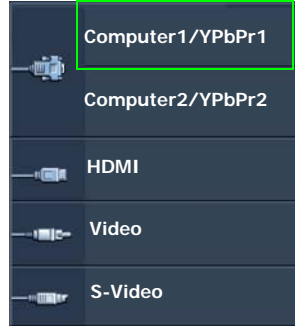 Computer1/YPbPr1
Computer2/YPbPr2
HDMI
Video
S-Video